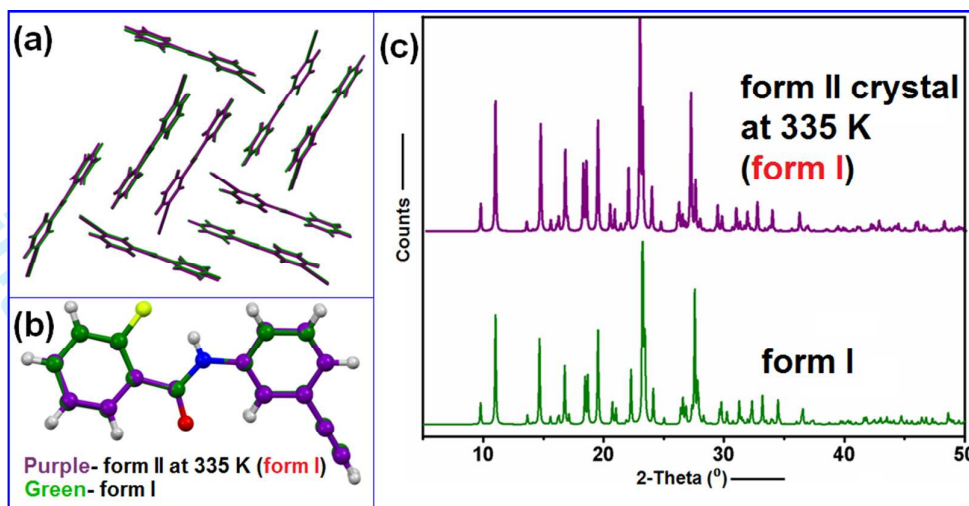 (a)
(b)
Purple- form II at 335 K (form I)
Green- form I
(c)
form II crystal
at 335 K
(form I)
form I
Counts
10 20 30 40 50
2-Theta (⁰)